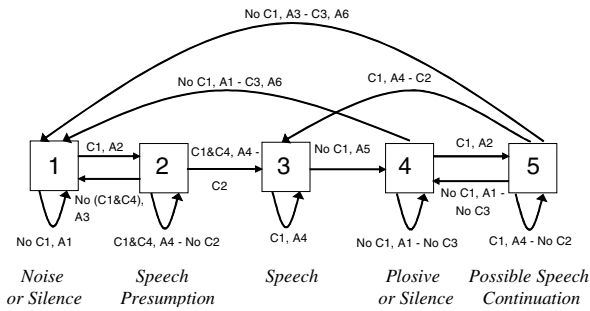 No C1, A3 - C3, A6
No C1, A1 - C3, A6
C1, A4 - C2
C1, A2
C1&C4, A4 -
C2
No C1, A5
C1, A2
1
2
3
4
5
No (C1&C4),
A3
No C1, A1 -
No C3
No C1, A1
C1&C4, A4 - No C2
C1, A4
No C1, A1 - No C3
C1, A4 - No C2
Noise
or Silence
Speech
Presumption
Speech
Plosive
or Silence
Possible Speech
Continuation